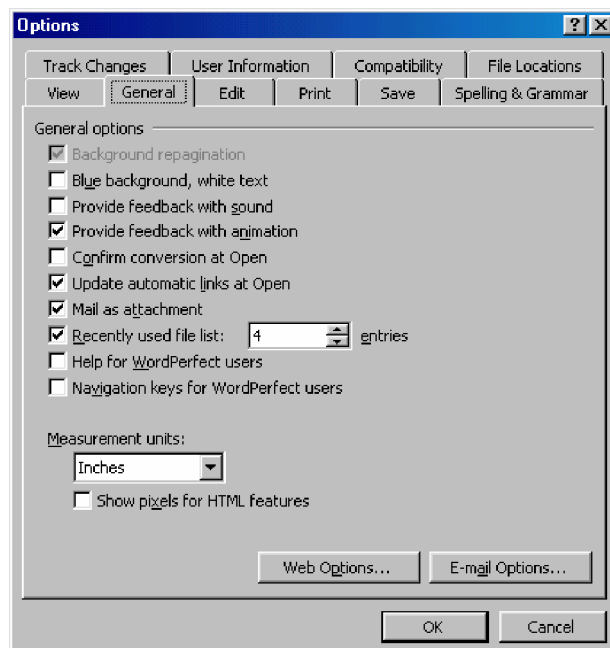 Options
Track Changes User Information Compatibility File Locations
View General Edit Print Save Spelling & Grammar
General options
Background repagination
Blue background, white text
Provide feedback with sound
Provide feedback with animation
Confirm conversion at Open
Update automatic links at Open
Mail as attachment
Recently used file list: 4 entries
Help for WordPerfect users
Navigation keys for WordPerfect users
Measurement units:
Inches
Show pixels for HTML features
Web Options... E-mail Options...
OK Cancel